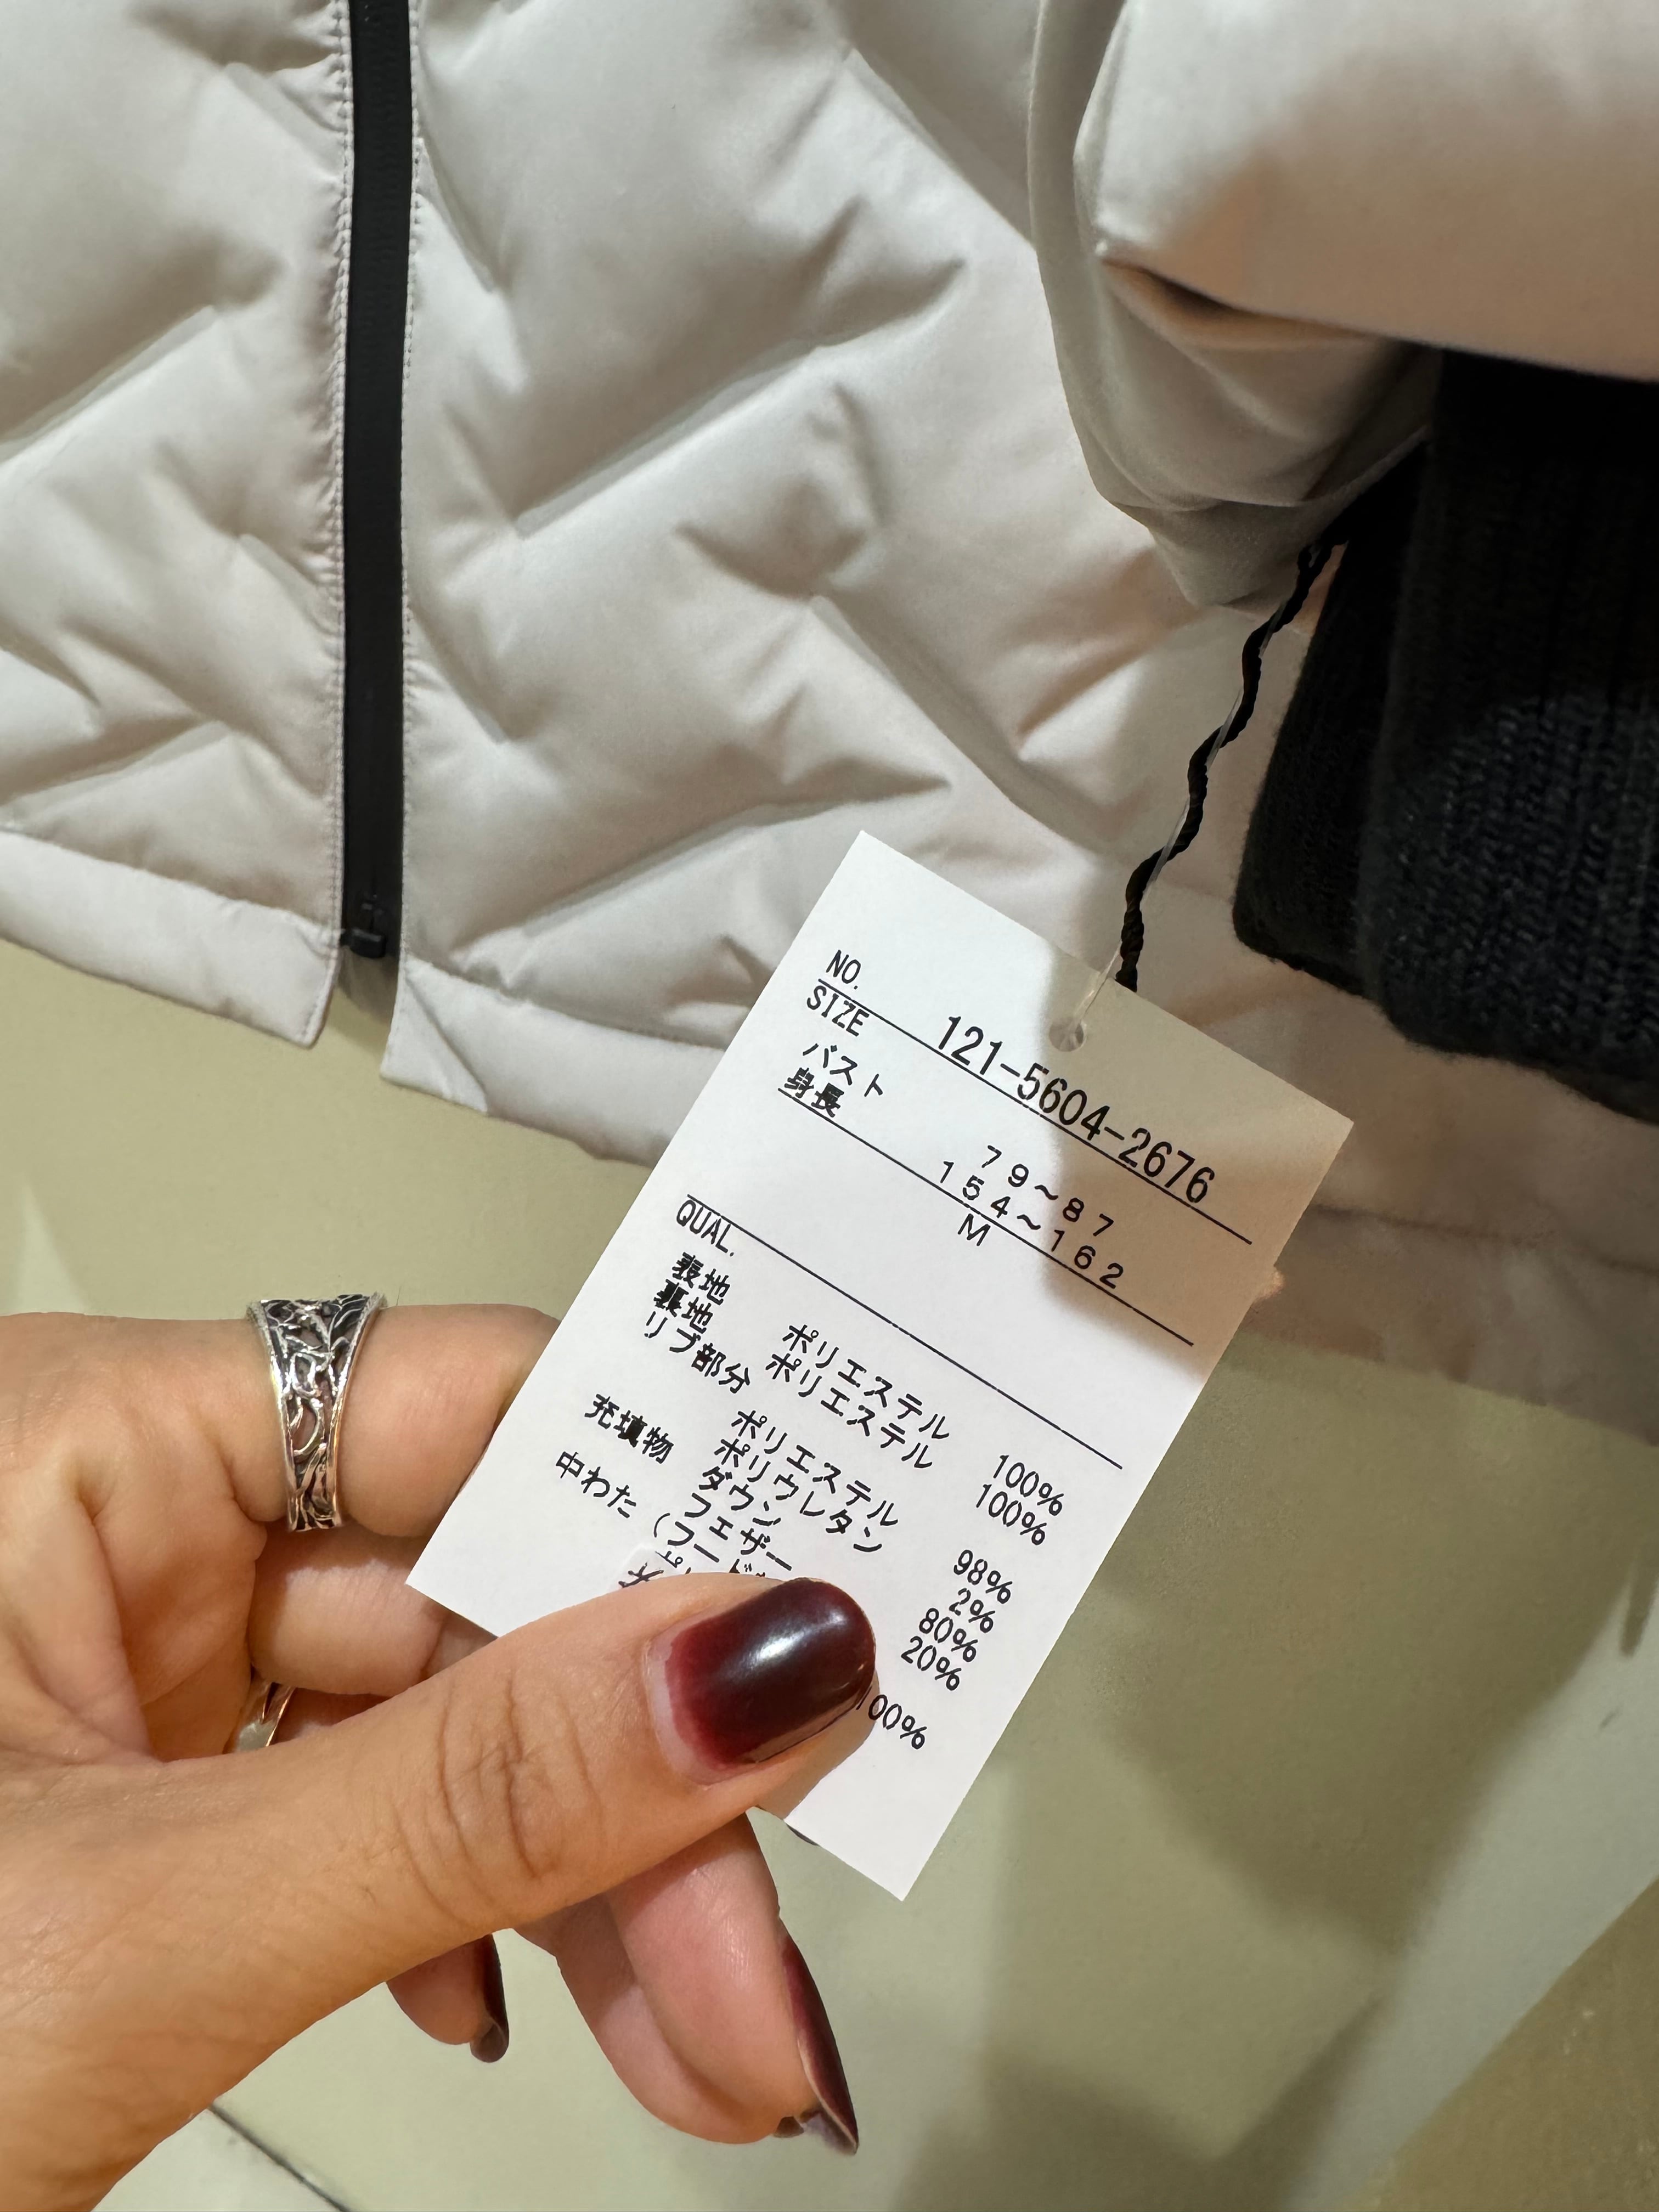 NO. 121-5604-2676
SIZE
バスト 79～87
身長 154～162
M
QUAL.
表地 ポリエステル 100%
裏地 ポリエステル 100%
リブ部分
ポリエステル 98%
ポリウレタン 2%
充填物 ダウン 80%
フェザー 20%
中わた（フード
100%